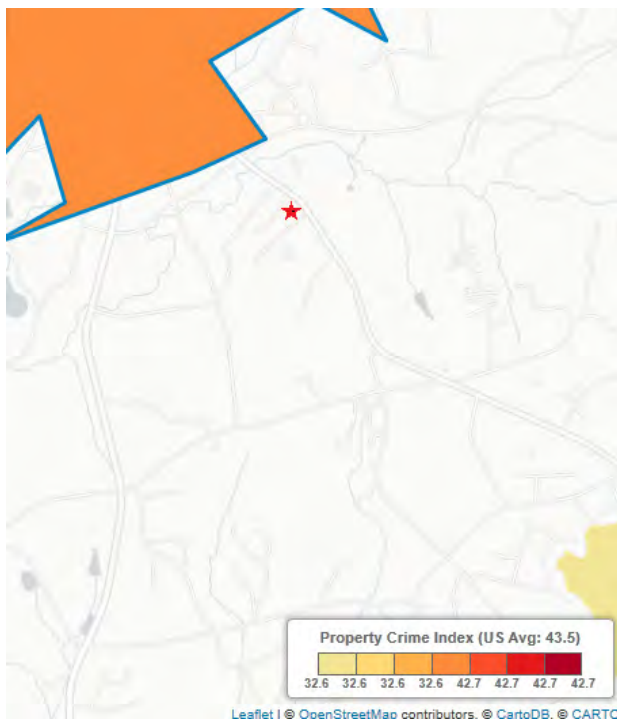 Property Crime Index (US Avg: 43.5)
32.6 32.6 32.6 32.6 42.7 42.7 42.7 42.7
Leaflet | © OpenStreetMap contributors, © CartoDB, © CARTO